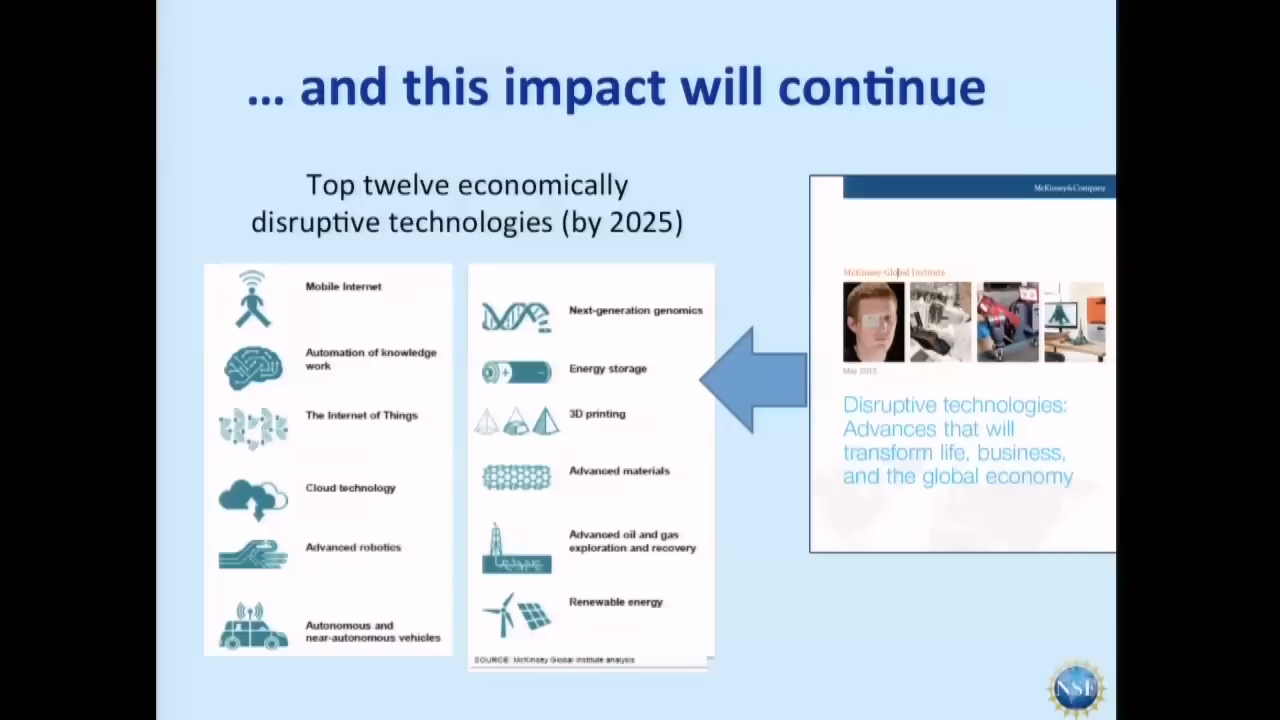 ... and this impact will continue
Top twelve economically
disruptive technologies (by 2025)
Mobile Internet
Automation of knowledge
work
The Internet of Things
Cloud technology
Advanced robotics
Autonomous and
near-autonomous vehicles
Next-generation genomics
Energy storage
3D printing
Advanced materials
Advanced oil and gas
exploration and recovery
Renewable energy
SOURCE: McKinsey Global Institute analysis
McKinsey&Company
McKinsey Global Institute
May 2013
Disruptive technologies:
Advances that will
transform life, business,
and the global economy
NSF